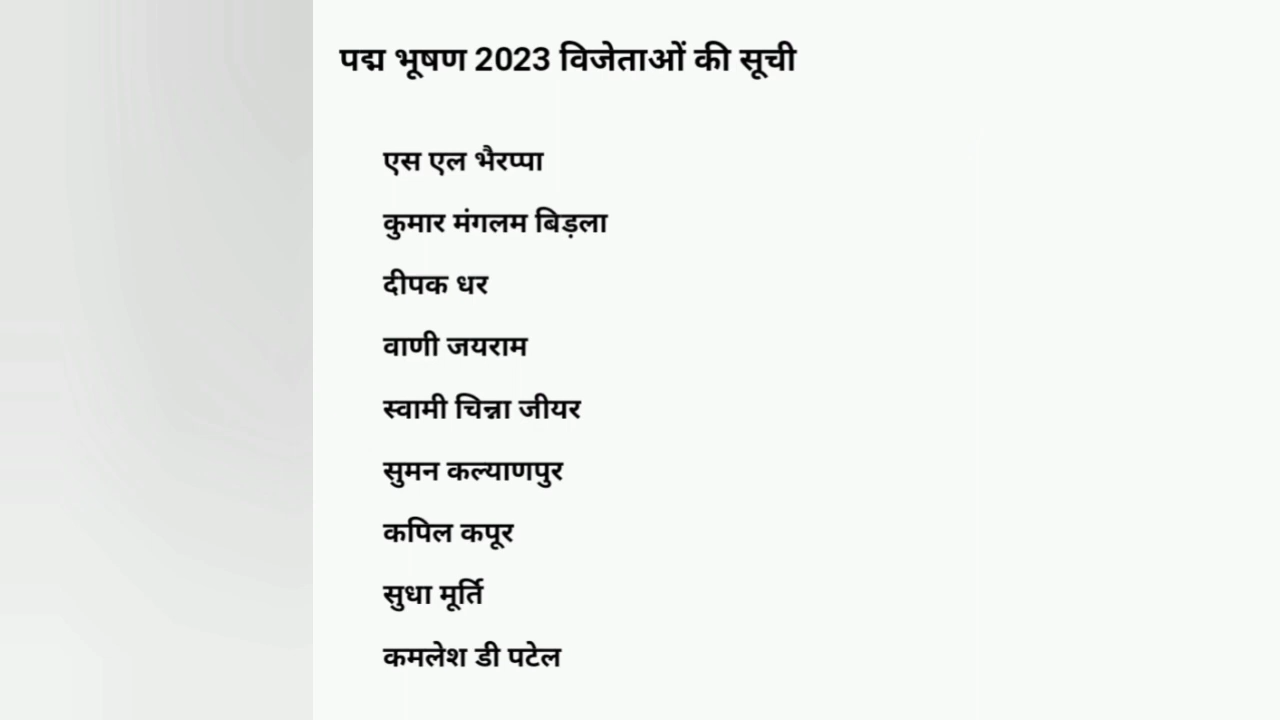 पद्म भूषण 2023 विजेताओं की सूची
एस एल भैरप्पा
कुमार मंगलम बिड़ला
दीपक धर
वाणी जयराम
स्वामी चिन्ना जीयर
सुमन कल्याणपुर
कपिल कपूर
सुधा मूर्ति
कमलेश डी पटेल